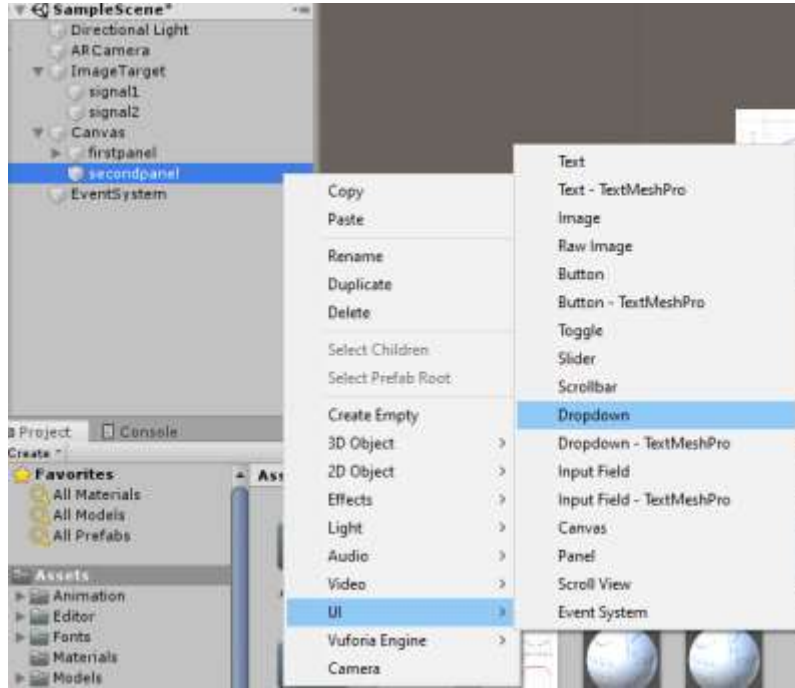 SampleScene*
Directional Light
ARCamera
ImageTarget
signal1
signal2
Canvas
firstpanel
secondpanel
EventSystem
Project
Console
Create
Favorites
All Materials
All Models
All Prefabs
Assets
Animation
Editor
Fonts
Materials
Models
Ass
Copy
Paste
Rename
Duplicate
Delete
Select Children
Select Prefab Root
Create Empty
3D Object
2D Object
Effects
Light
Audio
Video
UI
Vuforia Engine
Camera
Text
Text - TextMeshPro
Image
Raw Image
Button
Button - TextMeshPro
Toggle
Slider
Scrollbar
Dropdown
Dropdown - TextMeshPro
Input Field
Input Field - TextMeshPro
Canvas
Panel
Scroll View
Event System